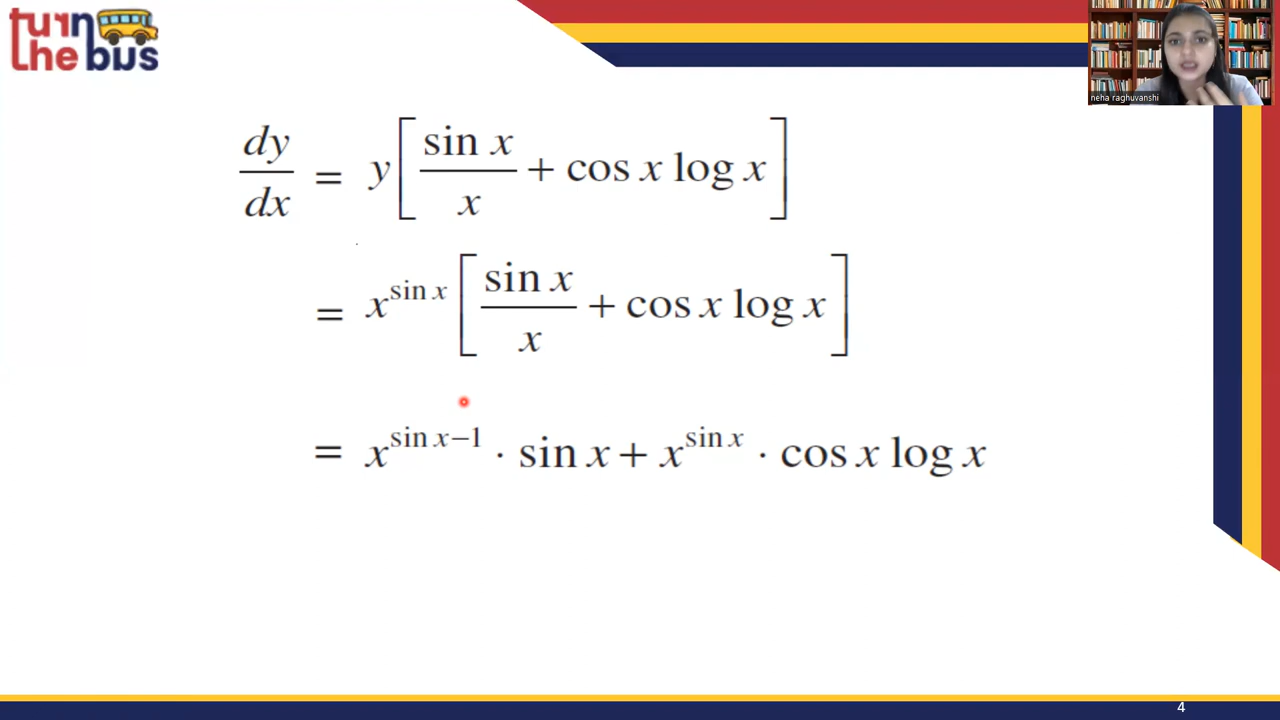 turn
the bus
neha raghuvanshi
dy/dx = y[sin x/x + cos x log x]
= x^{sin x}[sin x/x + cos x log x]
= x^{sin x−1} · sin x + x^{sin x} · cos x log x
4